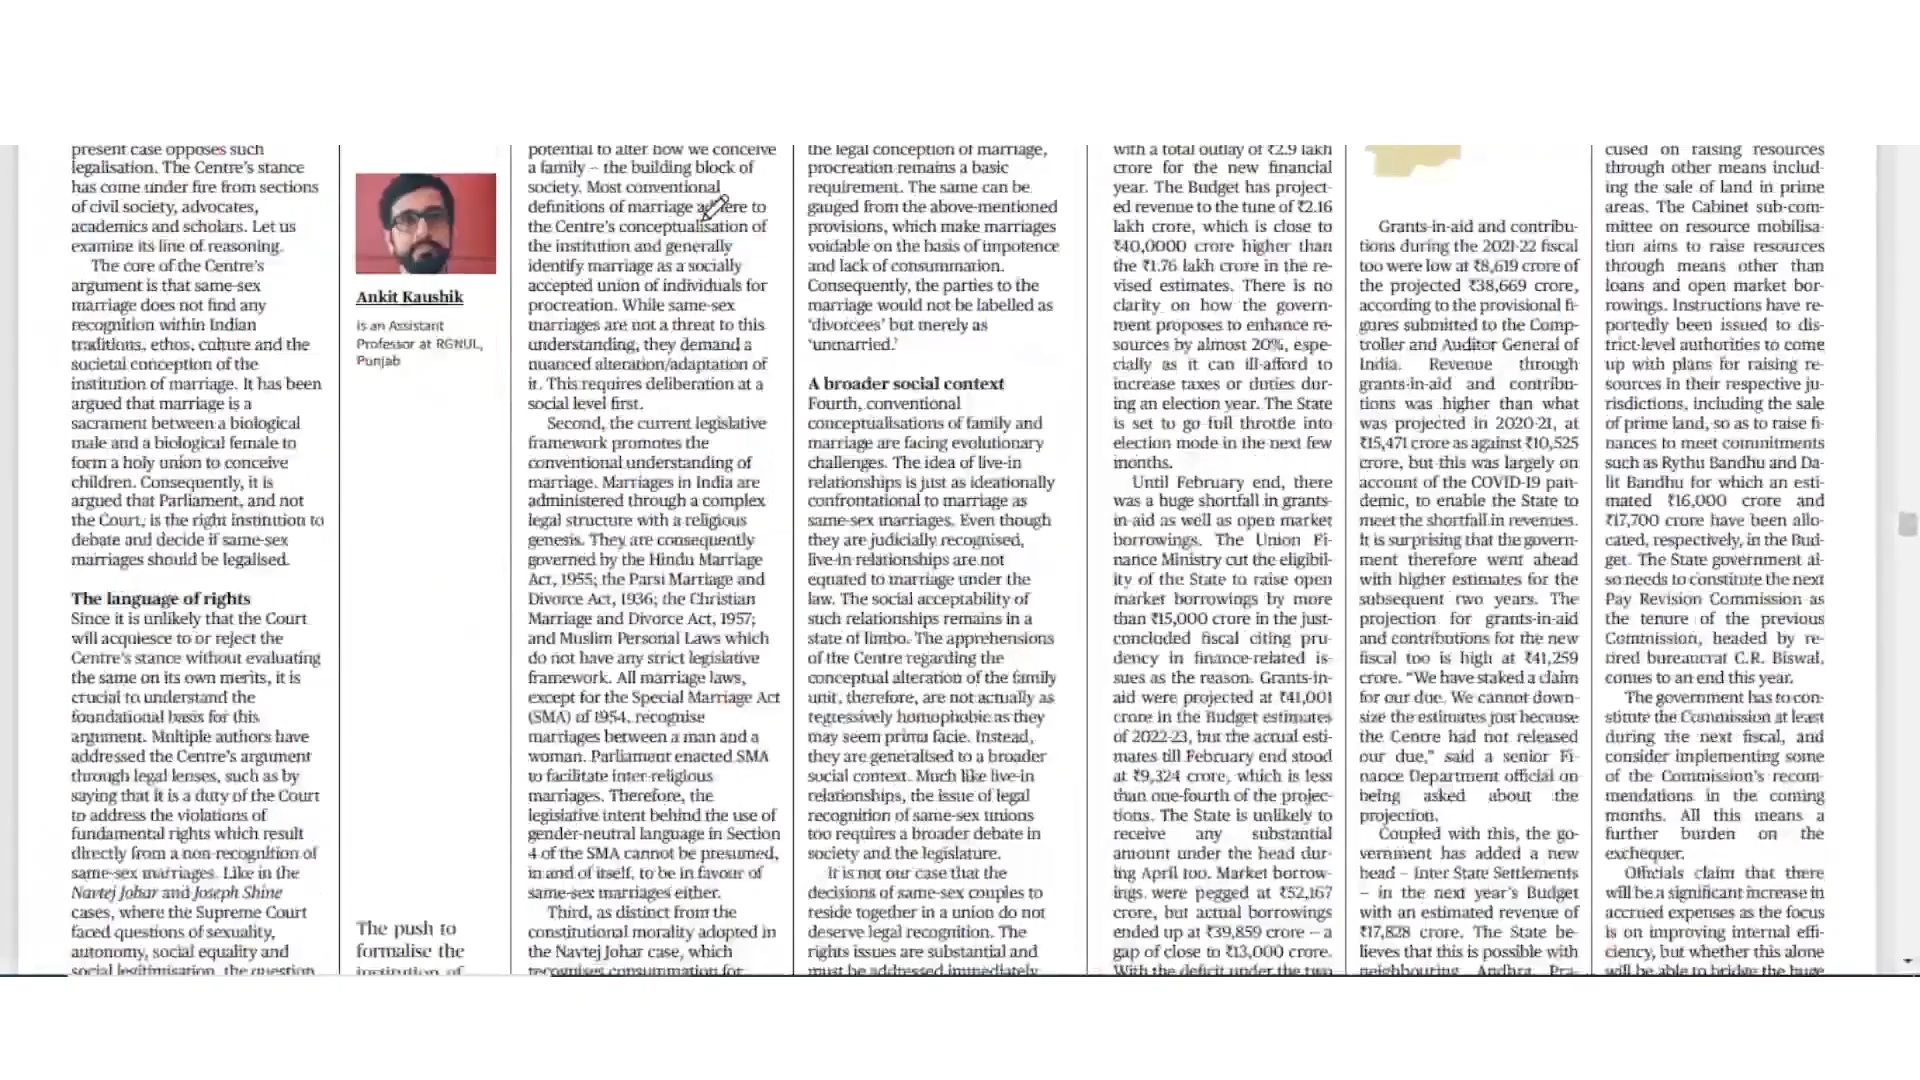 present case opposes such
legalisation. The Centre's stance
has come under fire from sections
of civil society, advocates,
academics and scholars. Let us
examine its line of reasoning.
The core of the Centre's
argument is that same-sex
marriage does not find any
recognition within Indian
traditions, ethos, culture and the
societal conception of the
institution of marriage. It has been
argued that marriage is a
sacrament between a biological
male and a biological female to
form a holy union to conceive
children. Consequently, it is
argued that Parliament, and not
the Court, is the right institution to
debate and decide if same-sex
marriages should be legalised.
The language of rights
Since it is unlikely that the Court
will acquiesce to or reject the
Centre's stance without evaluating
the same on its own merits, it is
crucial to understand the
foundational basis for this
argument. Multiple authors have
addressed the Centre's argument
through legal lenses, such as by
saying that it is a duty of the Court
to address the violations of
fundamental rights which result
directly from a non-recognition of
same-sex marriages. Like in the
Navtej Johar and Joseph Shine
cases, where the Supreme Court
faced questions of sexuality,
autonomy, social equality and
social legitimisation, the question
Ankit Kaushik
is an Assistant
Professor at RGNUL,
Punjab
The push to
formalise the
institution of
potential to alter how we conceive
a family – the building block of
society. Most conventional
definitions of marriage adhere to
the Centre's conceptualisation of
the institution and generally
identify marriage as a socially
accepted union of individuals for
procreation. While same-sex
marriages are not a threat to this
understanding, they demand a
nuanced alteration/adaptation of
it. This requires deliberation at a
social level first.
Second, the current legislative
framework promotes the
conventional understanding of
marriage. Marriages in India are
administered through a complex
legal structure with a religious
genesis. They are consequently
governed by the Hindu Marriage
Act, 1955; the Parsi Marriage and
Divorce Act, 1936; the Christian
Marriage and Divorce Act, 1957;
and Muslim Personal Laws which
do not have any strict legislative
framework. All marriage laws,
except for the Special Marriage Act
(SMA) of 1954, recognise
marriages between a man and a
woman. Parliament enacted SMA
to facilitate inter-religious
marriages. Therefore, the
legislative intent behind the use of
gender-neutral language in Section
4 of the SMA cannot be presumed,
in and of itself, to be in favour of
same-sex marriages either.
Third, as distinct from the
constitutional morality adopted in
the Navtej Johar case, which
recognises consummation for
the legal conception of marriage,
procreation remains a basic
requirement. The same can be
gauged from the above-mentioned
provisions, which make marriages
voidable on the basis of impotence
and lack of consummation.
Consequently, the parties to the
marriage would not be labelled as
'divorcees' but merely as
'unmarried.'
A broader social context
Fourth, conventional
conceptualisations of family and
marriage are facing evolutionary
challenges. The idea of live-in
relationships is just as ideationally
confrontational to marriage as
same-sex marriages. Even though
they are judicially recognised,
live-in relationships are not
equated to marriage under the
law. The social acceptability of
such relationships remains in a
state of limbo. The apprehensions
of the Centre regarding the
conceptual alteration of the family
unit, therefore, are not actually as
regressively homophobic as they
may seem prima facie. Instead,
they are generalised to a broader
social context. Much like live-in
relationships, the issue of legal
recognition of same-sex unions
too requires a broader debate in
society and the legislature.
It is not our case that the
decisions of same-sex couples to
reside together in a union do not
deserve legal recognition. The
rights issues are substantial and
must be addressed immediately
with a total outlay of ₹2.9 lakh
crore for the new financial
year. The Budget has project-
ed revenue to the tune of ₹2.16
lakh crore, which is close to
₹40,0000 crore higher than
the ₹1.76 lakh crore in the re-
vised estimates. There is no
clarity on how the govern-
ment proposes to enhance re-
sources by almost 20%, espe-
cially as it can ill-afford to
increase taxes or duties dur-
ing an election year. The State
is set to go full throttle into
election mode in the next few
months.
Until February end, there
was a huge shortfall in grants-
in-aid as well as open market
borrowings. The Union Fi-
nance Ministry cut the eligibil-
ity of the State to raise open
market borrowings by more
than ₹15,000 crore in the just-
concluded fiscal citing pru-
dency in finance-related is-
sues as the reason. Grants-in-
aid were projected at ₹41,001
crore in the Budget estimates
of 2022-23, but the actual esti-
mates till February end stood
at ₹9,324 crore, which is less
than one-fourth of the projec-
tions. The State is unlikely to
receive any substantial
amount under the head dur-
ing April too. Market borrow-
ings were pegged at ₹52,167
crore, but actual borrowings
ended up at ₹39,859 crore – a
gap of close to ₹13,000 crore.
With the deficit under the two
Grants-in-aid and contribu-
tions during the 2021-22 fiscal
too were low at ₹8,619 crore of
the projected ₹38,669 crore,
according to the provisional fi-
gures submitted to the Comp-
troller and Auditor General of
India. Revenue through
grants-in-aid and contribu-
tions was higher than what
was projected in 2020-21, at
₹15,471 crore as against ₹10,525
crore, but this was largely on
account of the COVID-19 pan-
demic, to enable the State to
meet the shortfall in revenues.
It is surprising that the govern-
ment therefore went ahead
with higher estimates for the
subsequent two years. The
projection for grants-in-aid
and contributions for the new
fiscal too is high at ₹41,259
crore. "We have staked a claim
for our due. We cannot down-
size the estimates just because
the Centre had not released
our due," said a senior Fi-
nance Department official on
being asked about the
projection.
Coupled with this, the go-
vernment has added a new
head – Inter State Settlements
– in the next year's Budget
with an estimated revenue of
₹17,828 crore. The State be-
lieves that this is possible with
neighbouring Andhra Pra-
cused on raising resources
through other means includ-
ing the sale of land in prime
areas. The Cabinet sub-com-
mittee on resource mobilisa-
tion aims to raise resources
through means other than
loans and open market bor-
rowings. Instructions have re-
portedly been issued to dis-
trict-level authorities to come
up with plans for raising re-
sources in their respective ju-
risdictions, including the sale
of prime land, so as to raise fi-
nances to meet commitments
such as Rythu Bandhu and Da-
lit Bandhu for which an esti-
mated ₹16,000 crore and
₹17,700 crore have been allo-
cated, respectively, in the Bud-
get. The State government al-
so needs to constitute the next
Pay Revision Commission as
the tenure of the previous
Commission, headed by re-
tired bureaucrat C.R. Biswal,
comes to an end this year.
The government has to con-
stitute the Commission at least
during the next fiscal, and
consider implementing some
of the Commission's recom-
mendations in the coming
months. All this means a
further burden on the
exchequer.
Officials claim that there
will be a significant increase in
accrued expenses as the focus
is on improving internal effi-
ciency, but whether this alone
will be able to bridge the huge